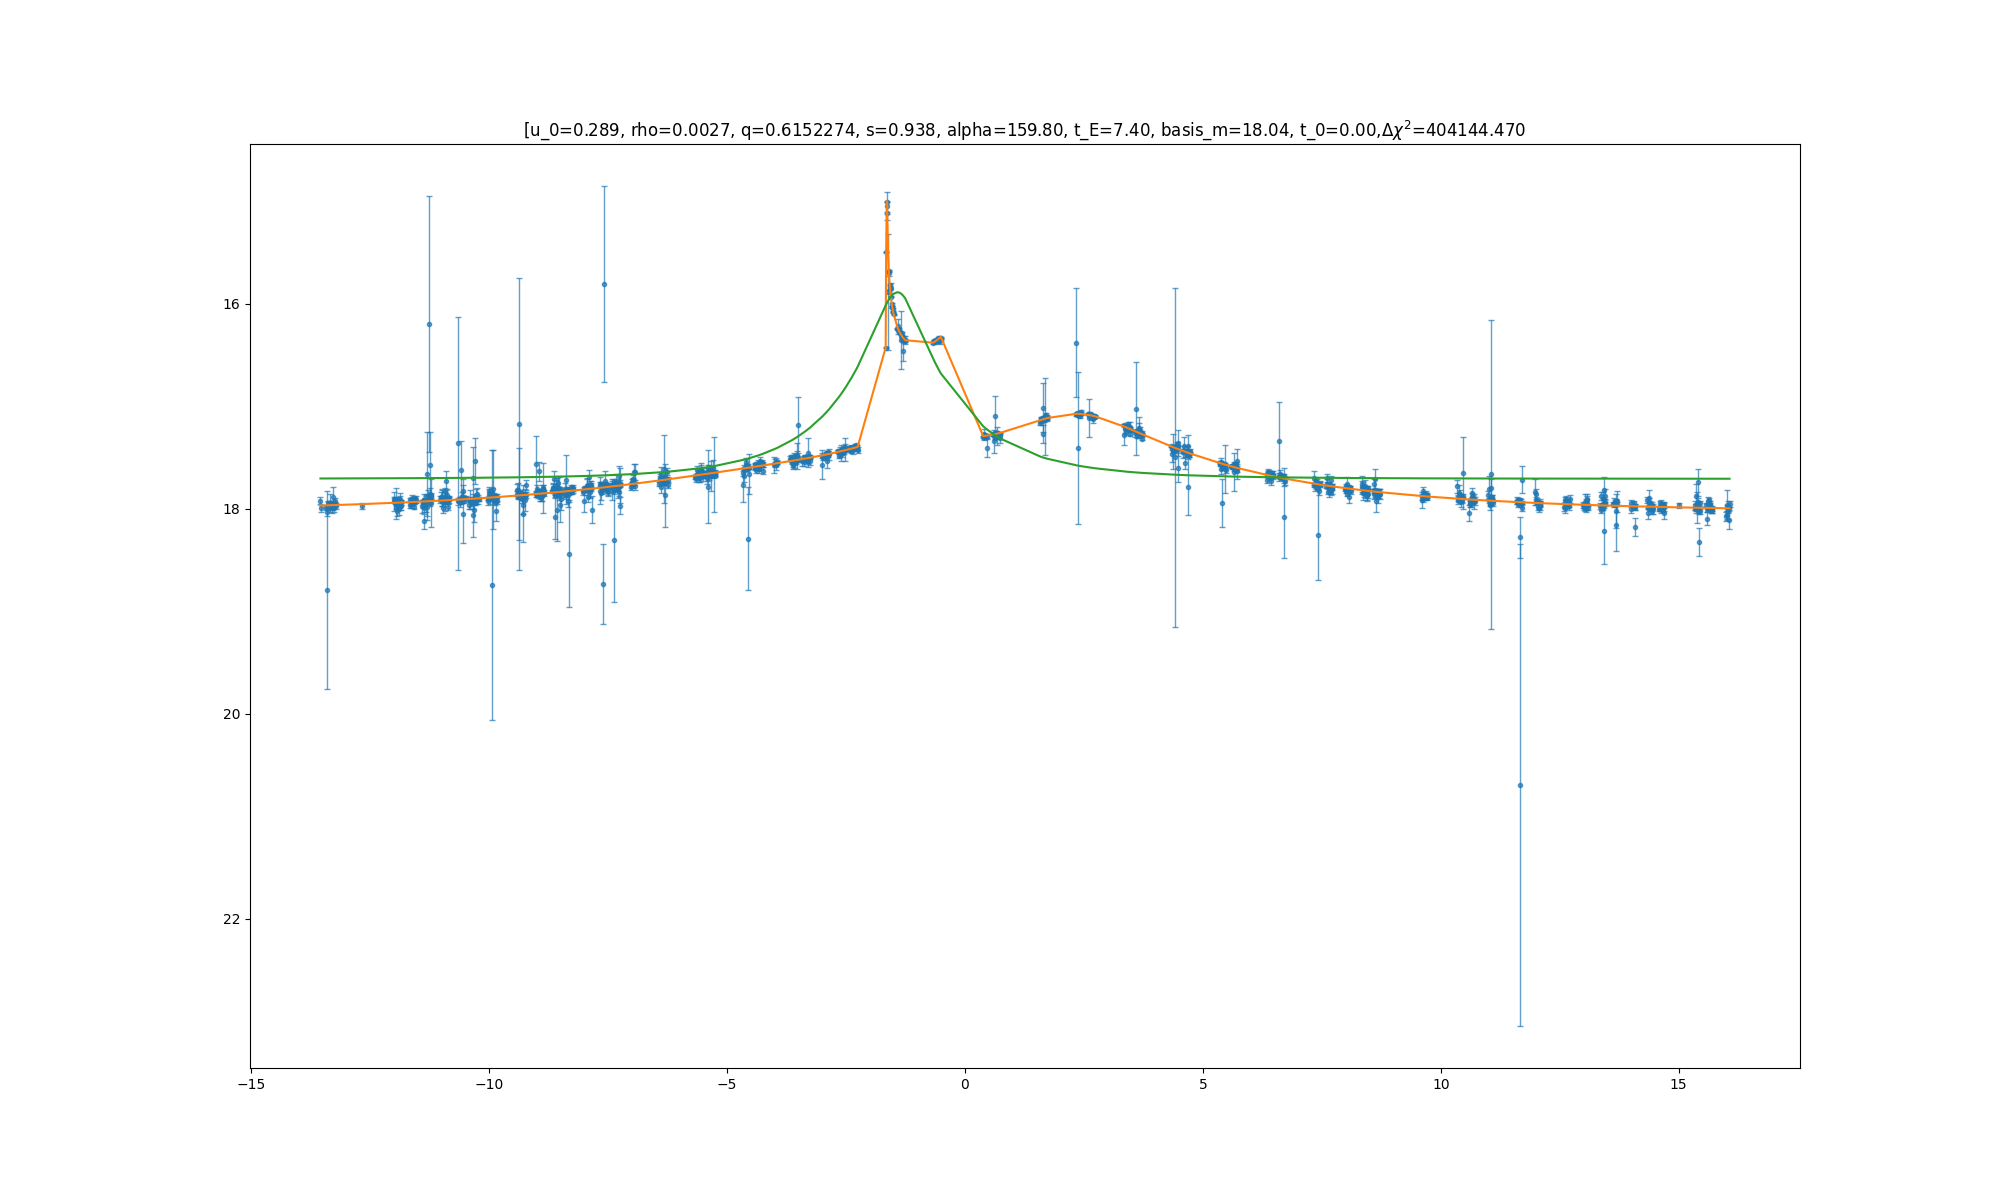 [u_0=0.289, rho=0.0027, q=0.6152274, s=0.938, alpha=159.80, t_E=7.40, basis_m=18.04, t_0=0.00,Δχ²=404144.470
16
18
20
22
−15 −10 −5 0 5 10 15